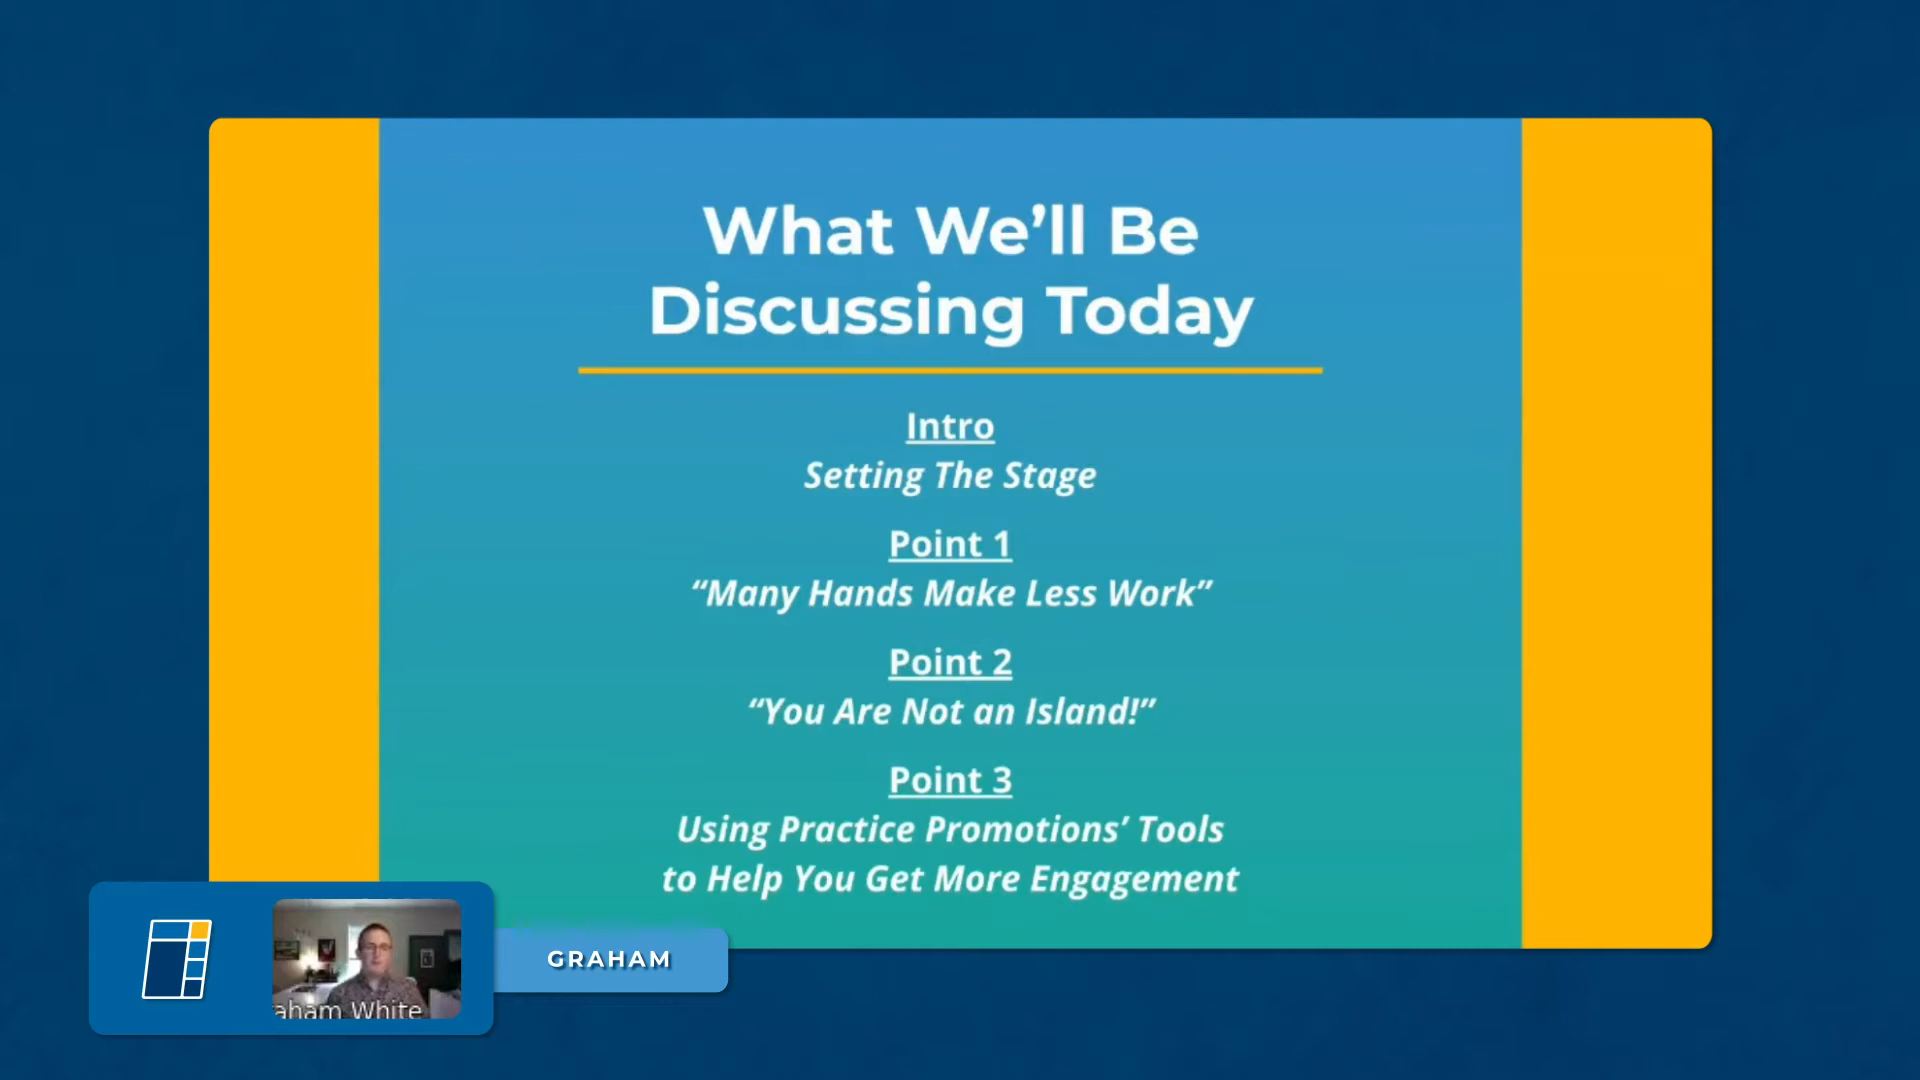 What We’ll Be
Discussing Today
Intro
Setting The Stage
Point 1
“Many Hands Make Less Work”
Point 2
“You Are Not an Island!”
Point 3
Using Practice Promotions’ Tools
to Help You Get More Engagement
GRAHAM
aham White